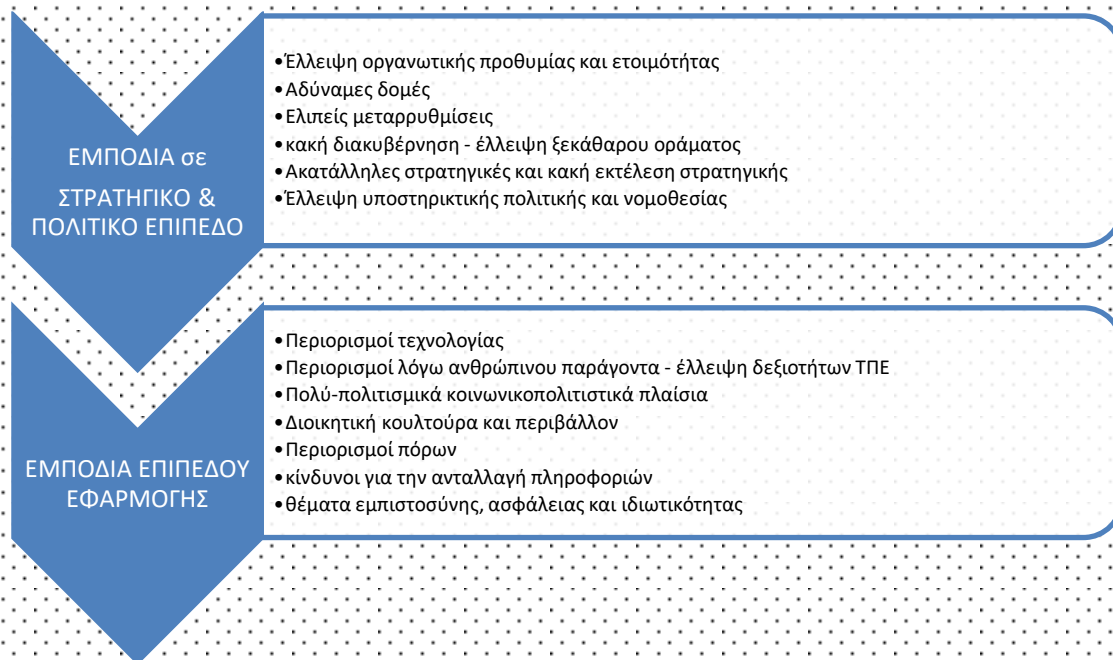 ΕΜΠΟΔΙΑ σε
ΣΤΡΑΤΗΓΙΚΟ &
ΠΟΛΙΤΙΚΟ ΕΠΙΠΕΔΟ
•Έλλειψη οργανωτικής προθυμίας και ετοιμότητας
•Αδύναμες δομές
•Ελιπείς μεταρρυθμίσεις
•κακή διακυβέρνηση - έλλειψη ξεκάθαρου οράματος
•Ακατάλληλες στρατηγικές και κακή εκτέλεση στρατηγικής
•Έλλειψη υποστηρικτικής πολιτικής και νομοθεσίας
ΕΜΠΟΔΙΑ ΕΠΙΠΕΔΟΥ
ΕΦΑΡΜΟΓΗΣ
•Περιορισμοί τεχνολογίας
•Περιορισμοί λόγω ανθρώπινου παράγοντα - έλλειψη δεξιοτήτων ΤΠΕ
•Πολύ-πολιτισμικά κοινωνικοπολιτιστικά πλαίσια
•Διοικητική κουλτούρα και περιβάλλον
•Περιορισμοί πόρων
•κίνδυνοι για την ανταλλαγή πληροφοριών
•θέματα εμπιστοσύνης, ασφάλειας και ιδιωτικότητας